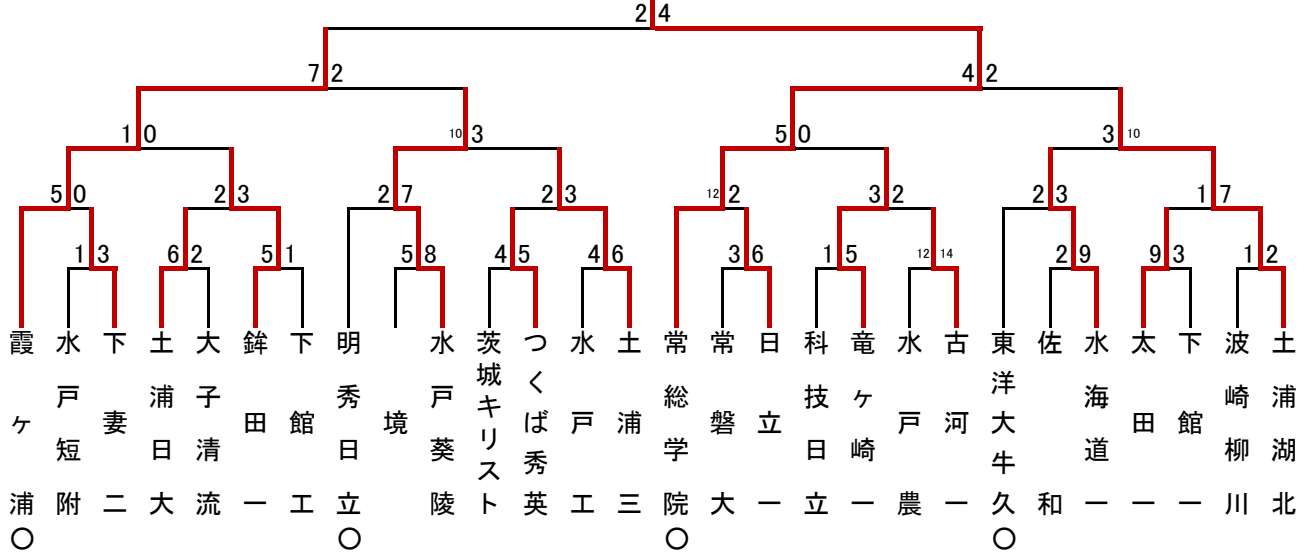 2 4
7 2 4 2
1 0 10 3 5 0 3 10
5 0 2 3 2 7 2 3 12 2 3 2 2 3 1 7
1 3 6 2 5 1 5 8 4 5 4 6 3 6 1 5 12 14 2 9 9 3 1 2
霞ヶ浦
水戸短附
下妻二
土浦日大
大子清流
鉾田一
下館工
明秀日立
境
水戸葵陵
茨城キリスト
つくば秀英
水戸工
土浦三
常総学院
常磐大
日立一
科技日立
竜ヶ崎一
水戸農
古河一
東洋大牛久
佐和
水海道一
太田一
下館一
波崎柳川
土浦湖北
○ ○ ○ ○